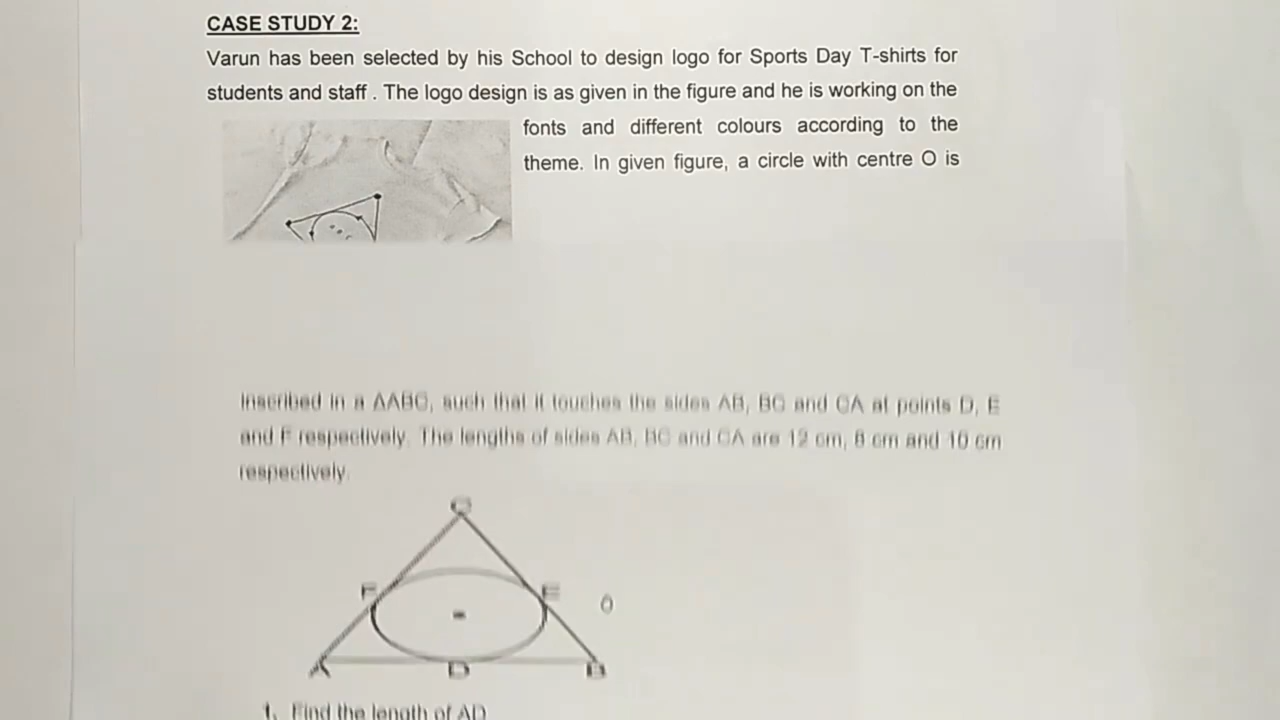 CASE STUDY 2:
Varun has been selected by his School to design logo for Sports Day T-shirts for
students and staff . The logo design is as given in the figure and he is working on the
fonts and different colours according to the
theme. In given figure, a circle with centre O is
inscribed in a ΔABC, such that it touches the sides AB, BC and CA at points D, E
and F respectively. The lengths of sides AB, BC and CA are 12 cm, 8 cm and 10 cm
respectively.
C
F E O
A D B
1. Find the length of AD